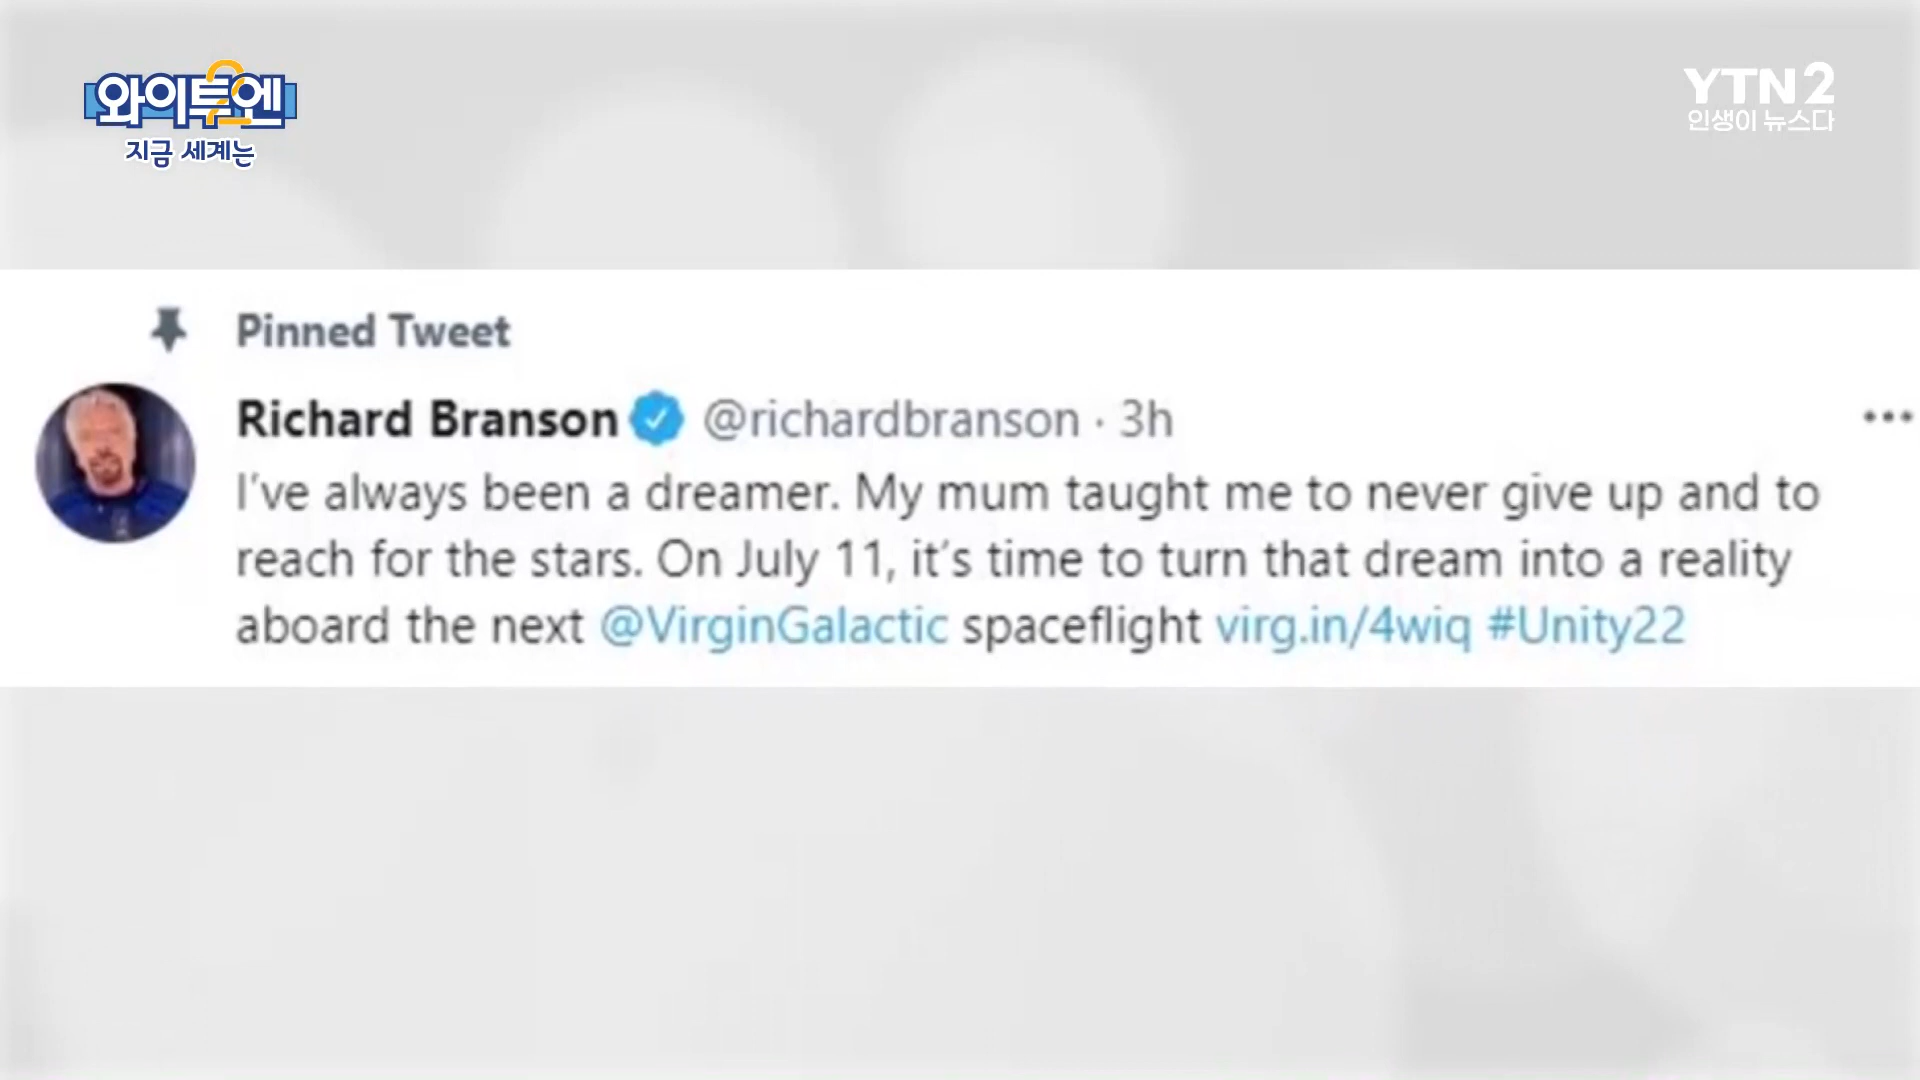 와이투엔
지금 세계는
YTN2
인생이 뉴스다
Pinned Tweet
Richard Branson @richardbranson · 3h
I've always been a dreamer. My mum taught me to never give up and to
reach for the stars. On July 11, it's time to turn that dream into a reality
aboard the next @VirginGalactic spaceflight virg.in/4wiq #Unity22